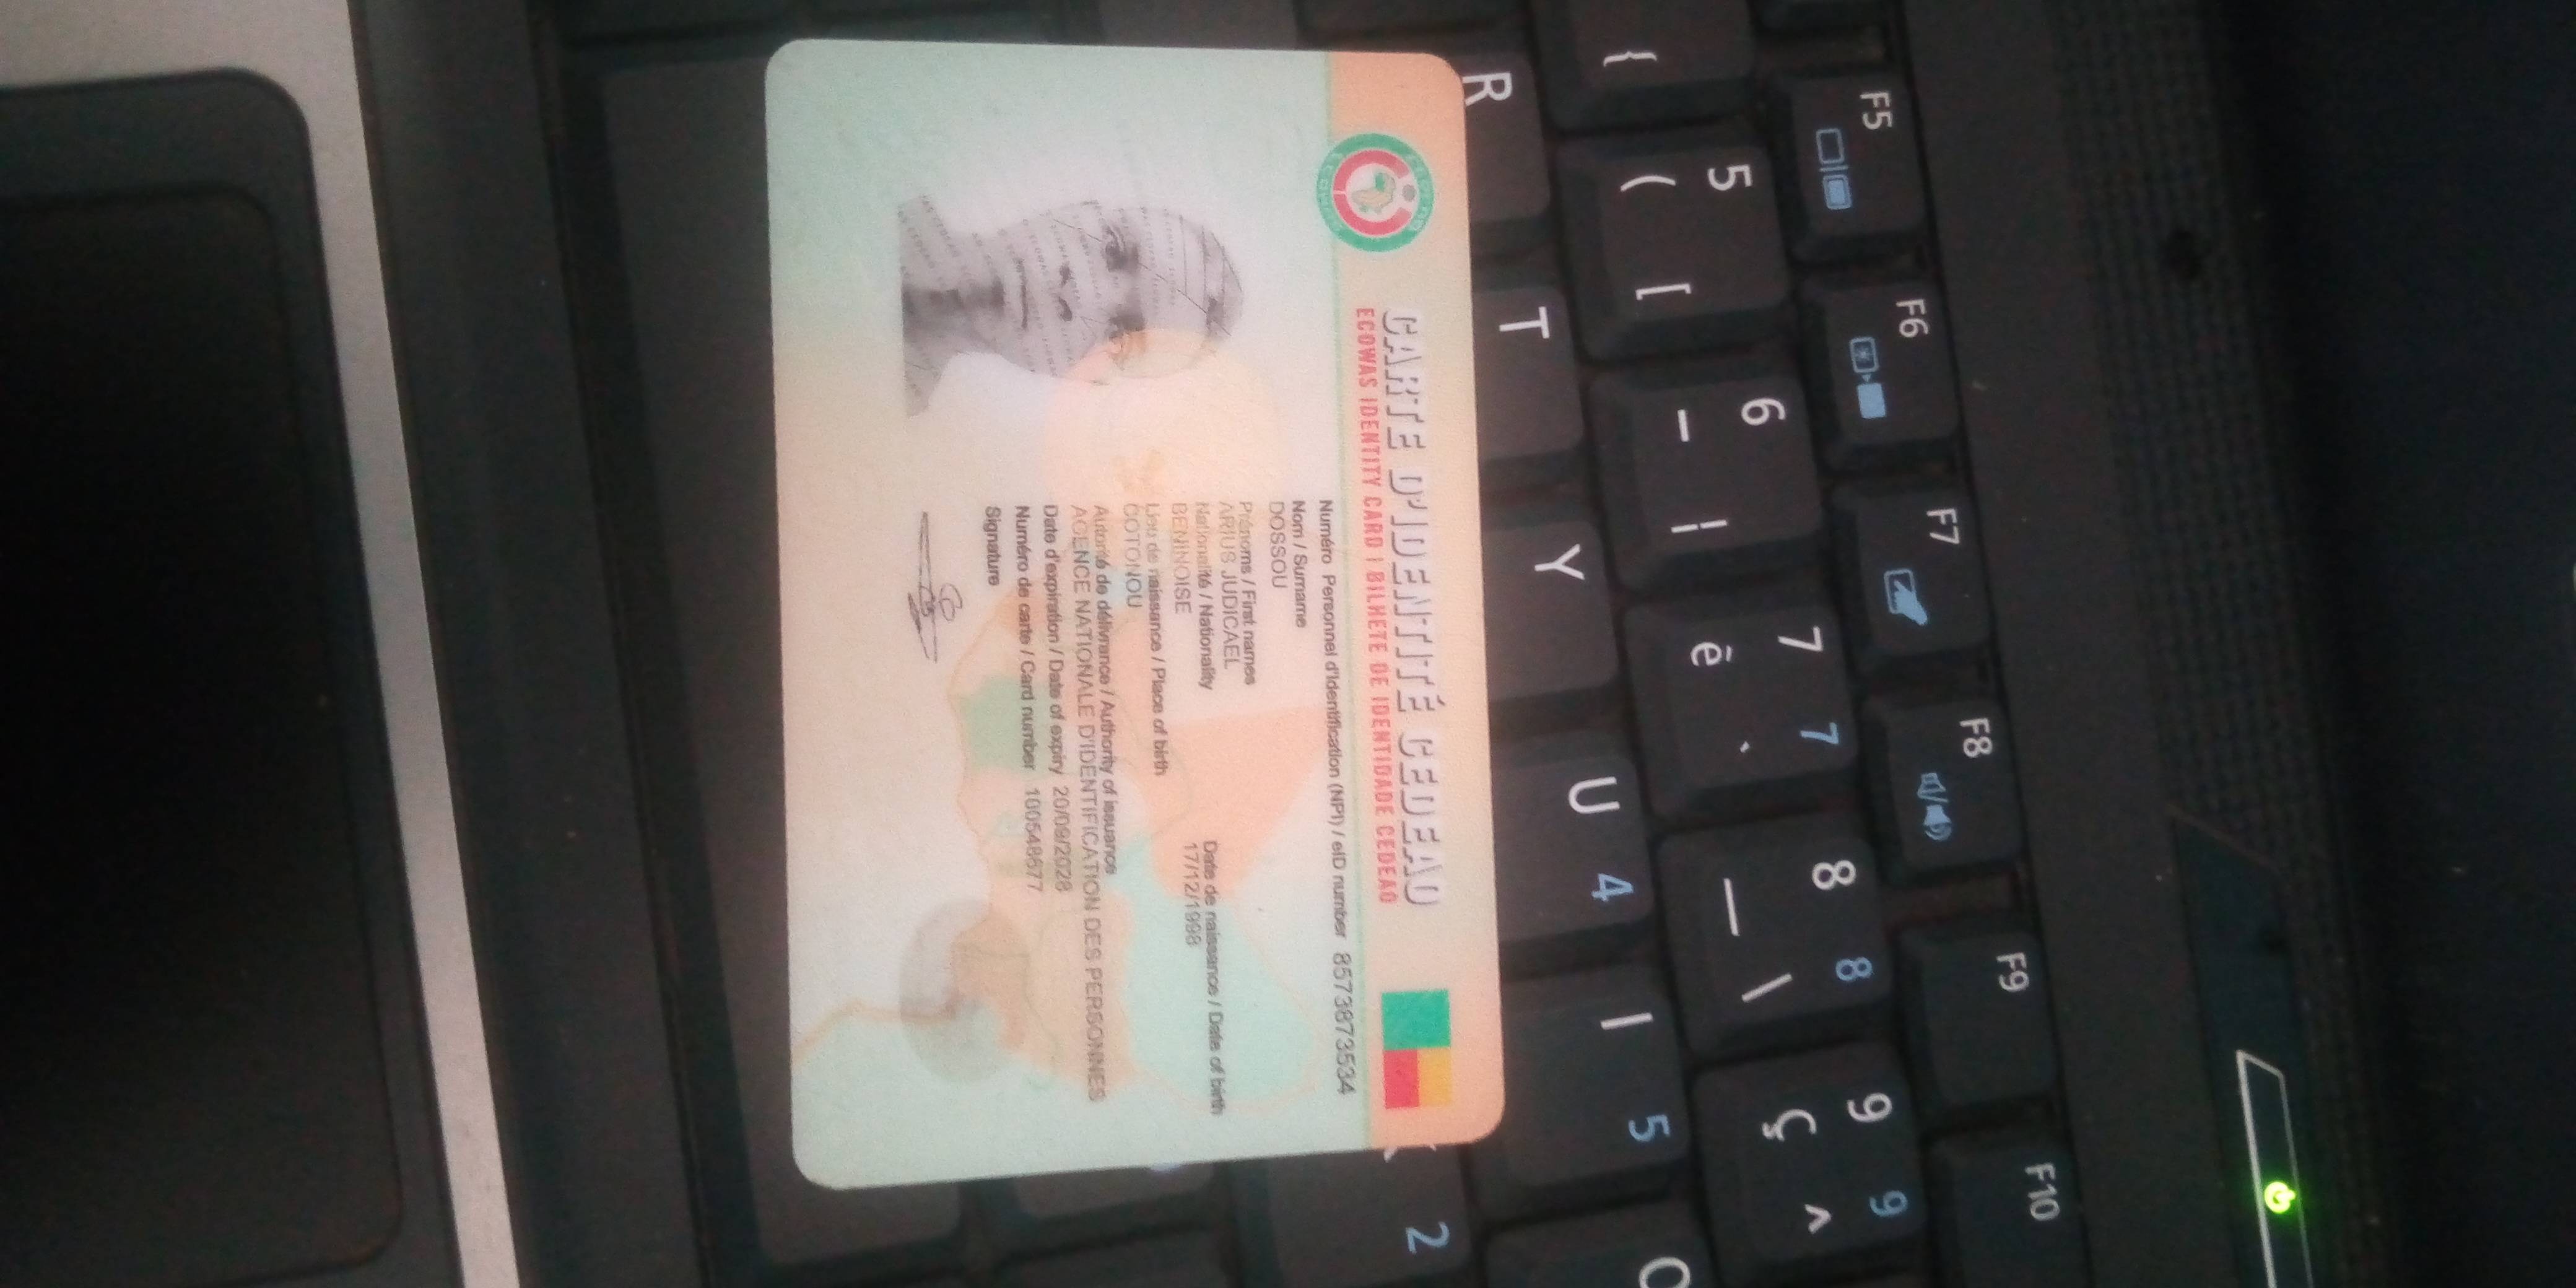 CARTE D'IDENTITÉ CEDEAO
ECOWAS IDENTITY CARD | BILHETE DE IDENTIDADE CEDEAO
Numéro Personnel d'Identification (NPI) / eID number 8573873534
Nom / Surname
DOSSOU
Prénoms / First names
ARIUS JUDICAEL
Nationalité / Nationality
BENINOISE
Date de naissance / Date of birth
17/12/1998
Lieu de naissance / Place of birth
COTONOU
Autorité de délivrance / Authority of issuance
AGENCE NATIONALE D'IDENTIFICATION DES PERSONNES
Date d'expiration / Date of expiry 20/09/2028
Numéro de carte / Card number 100548677
Signature
F5
F6
F7
F8
F9
F10
{
5
( [
6
- |
7 7
è `
8 8
_ \
9 9
ç ^
R
T
Y
U 4
I 5
O
2